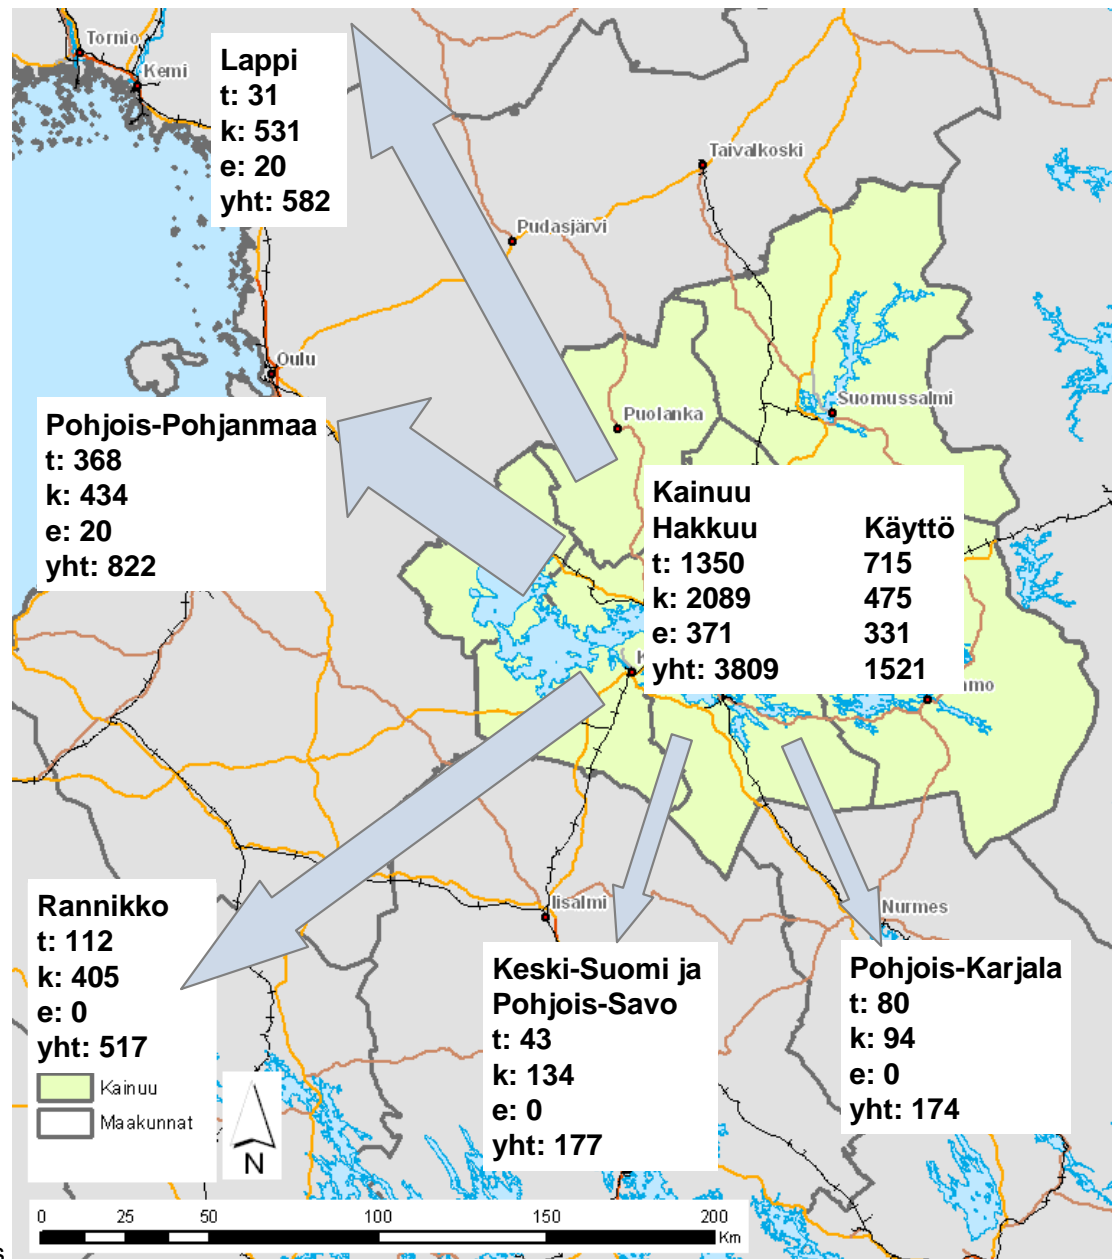 Tornio
Kemi
Lappi
t: 31
k: 531
e: 20
yht: 582
Taivalkoski
Pudasjärvi
Oulu
Pohjois-Pohjanmaa
t: 368
k: 434
e: 20
yht: 822
Puolanka
Suomussalmi
Kainuu
Hakkuu Käyttö
t: 1350 715
k: 2089 475
e: 371 331
yht: 3809 1521
Rannikko
t: 112
k: 405
e: 0
yht: 517
Iisalmi
Nurmes
Keski-Suomi ja
Pohjois-Savo
t: 43
k: 134
e: 0
yht: 177
Pohjois-Karjala
t: 80
k: 94
e: 0
yht: 174
Kainuu
Maakunnat
N
0 25 50 100 150 200
Km